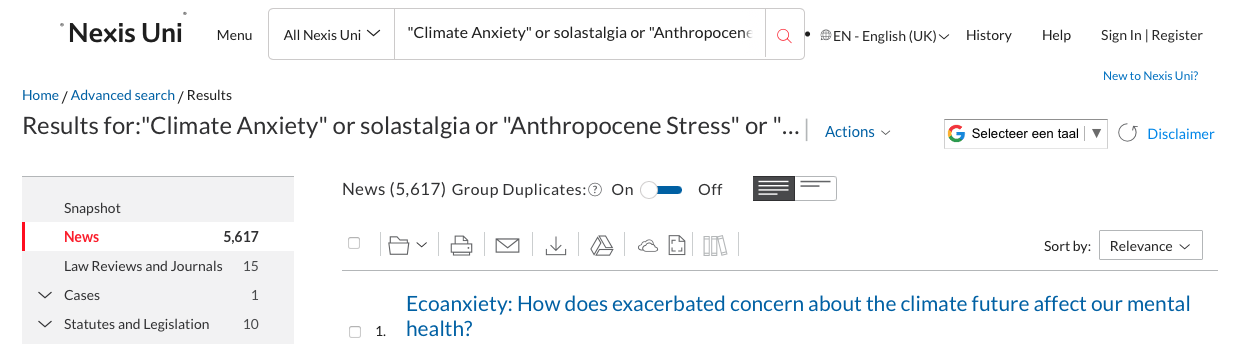 Nexis Uni
Menu
All Nexis Uni
"Climate Anxiety" or solastalgia or "Anthropocene
EN - English (UK)
History
Help
Sign In | Register
New to Nexis Uni?
Home / Advanced search / Results
Results for:"Climate Anxiety" or solastalgia or "Anthropocene Stress" or "...
Actions
Selecteer een taal ▼
Disclaimer
Snapshot
News 5,617
Law Reviews and Journals 15
Cases 1
Statutes and Legislation 10
News (5,617) Group Duplicates: ? On Off
Sort by: Relevance
1. Ecoanxiety: How does exacerbated concern about the climate future affect our mental
health?